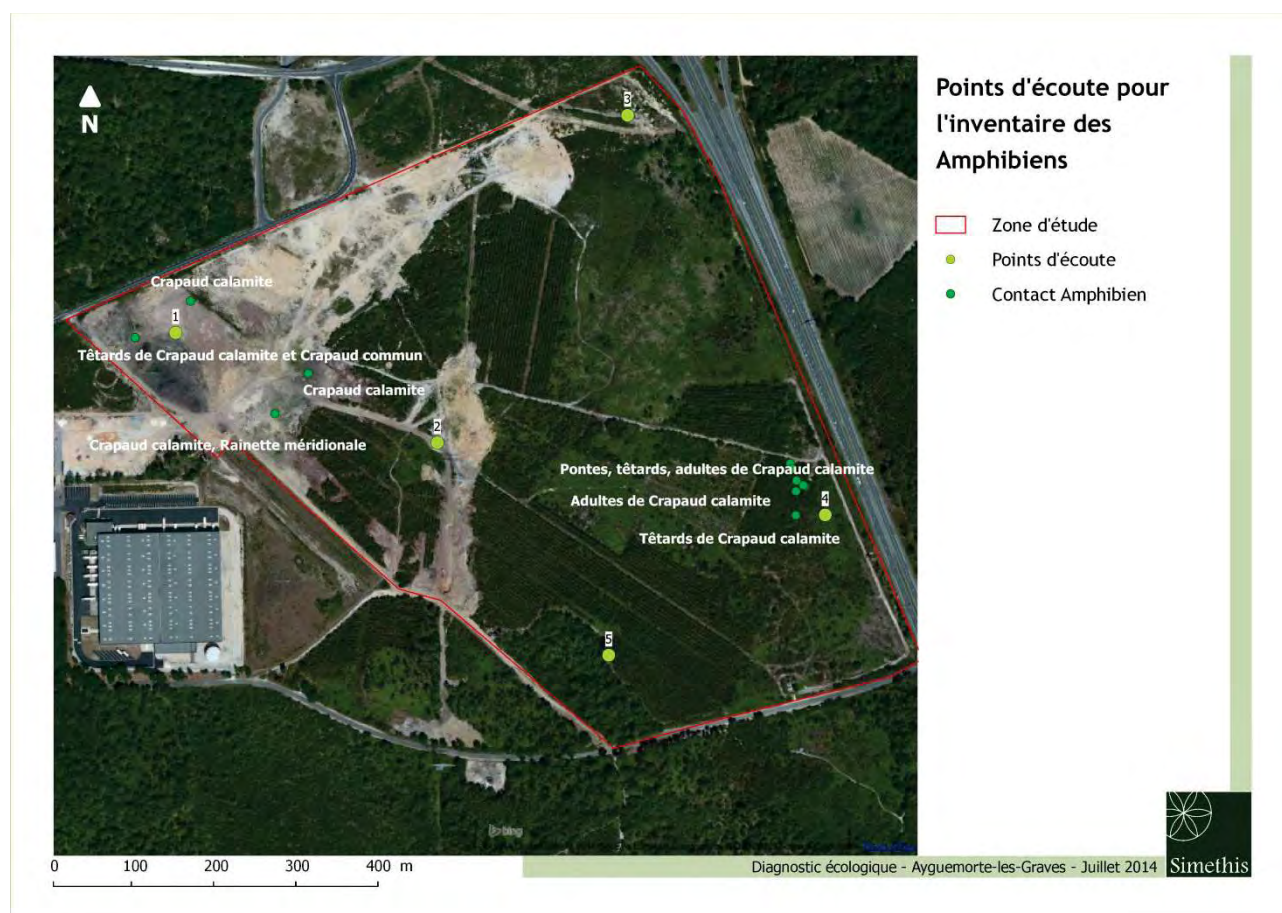 N
3
Crapaud calamite
1
Têtards de Crapaud calamite et Crapaud commun
Crapaud calamite
2
Crapaud calamite, Rainette méridionale
Pontes, têtards, adultes de Crapaud calamite
Adultes de Crapaud calamite
4
Têtards de Crapaud calamite
5
bing
0 100 200 300 400 m
Points d'écoute pour
l'inventaire des
Amphibiens
Zone d'étude
Points d'écoute
Contact Amphibien
Diagnostic écologique - Ayguemorte-les-Graves - Juillet 2014
Simethis